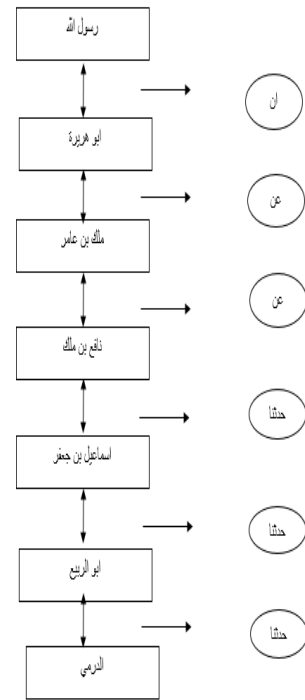 رسول الله
ان
ابو هريرة
عن
ملك بن عامر
عن
نافع بن ملك
حدثنا
اسماعيل بن جعفر
حدثنا
ابو الربيع
حدثنا
الدرمي